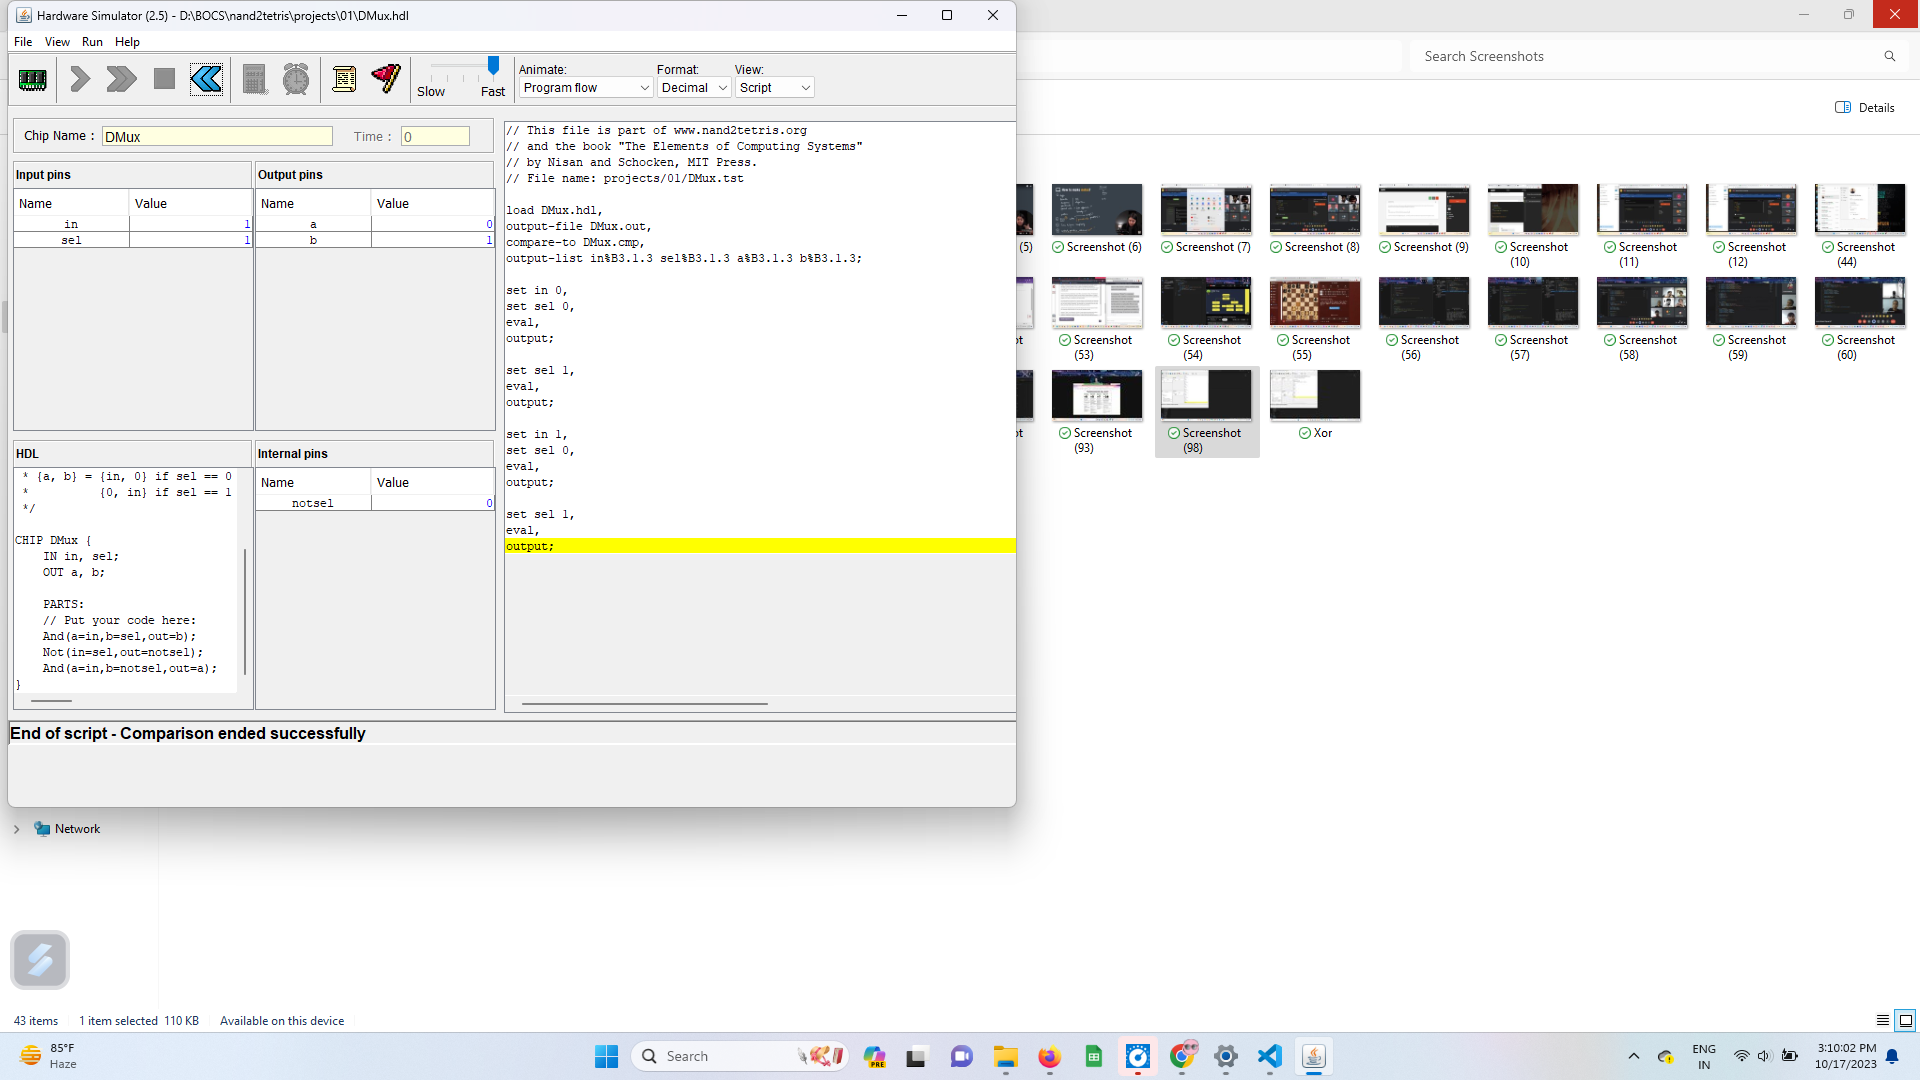 Hardware Simulator (2.5) - D:\BOCS\nand2tetris\projects\01\DMux.hdl
File View Run Help
Slow Fast
Animate: Format: View:
Program flow Decimal Script
Chip Name : DMux Time : 0
Input pins
Name Value
in 1
sel 1
Output pins
Name Value
a 0
b 1
HDL
* {a, b} = {in, 0} if sel == 0
* {0, in} if sel == 1
*/
CHIP DMux {
IN in, sel;
OUT a, b;
PARTS:
// Put your code here:
And(a=in,b=sel,out=b);
Not(in=sel,out=notsel);
And(a=in,b=notsel,out=a);
}
Internal pins
Name Value
notsel 0
// This file is part of www.nand2tetris.org
// and the book "The Elements of Computing Systems"
// by Nisan and Schocken, MIT Press.
// File name: projects/01/DMux.tst
load DMux.hdl,
output-file DMux.out,
compare-to DMux.cmp,
output-list in%B3.1.3 sel%B3.1.3 a%B3.1.3 b%B3.1.3;
set in 0,
set sel 0,
eval,
output;
set sel 1,
eval,
output;
set in 1,
set sel 0,
eval,
output;
set sel 1,
eval,
output;
End of script - Comparison ended successfully
Search Screenshots
Details
(5) Screenshot (6) Screenshot (7) Screenshot (8) Screenshot (9) Screenshot (10) Screenshot (11) Screenshot (12) Screenshot (44)
ot Screenshot (53) Screenshot (54) Screenshot (55) Screenshot (56) Screenshot (57) Screenshot (58) Screenshot (59) Screenshot (60)
ot Screenshot (93) Screenshot (98) Xor
Network
43 items 1 item selected 110 KB Available on this device
85°F
Haze
Search
PRE
ENG
IN
3:10:02 PM
10/17/2023